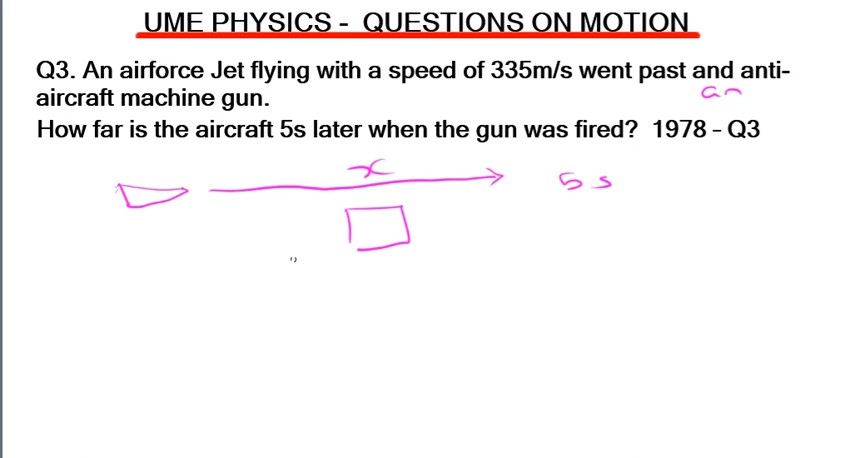 UME PHYSICS - QUESTIONS ON MOTION
Q3. An airforce Jet flying with a speed of 335m/s went past and anti-
aircraft machine gun.
an
How far is the aircraft 5s later when the gun was fired? 1978 - Q3
x
5s